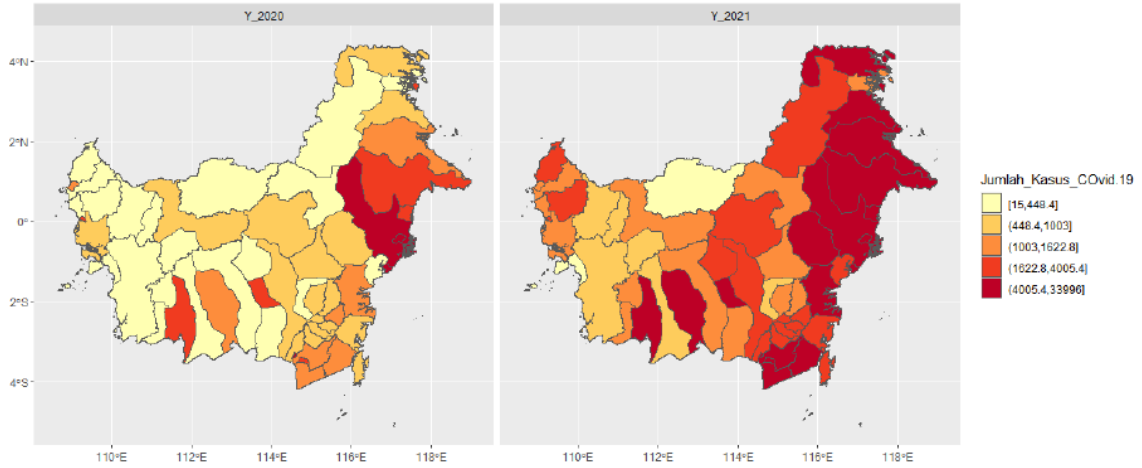 Y_2020
Y_2021
4°N
2°N
0°
2°S
4°S
110°E 112°E 114°E 116°E 118°E
110°E 112°E 114°E 116°E 118°E
Jumlah_Kasus_COvid.19
[15,448.4]
(448.4,1003]
(1003,1622.8]
(1622.8,4005.4]
(4005.4,33996]